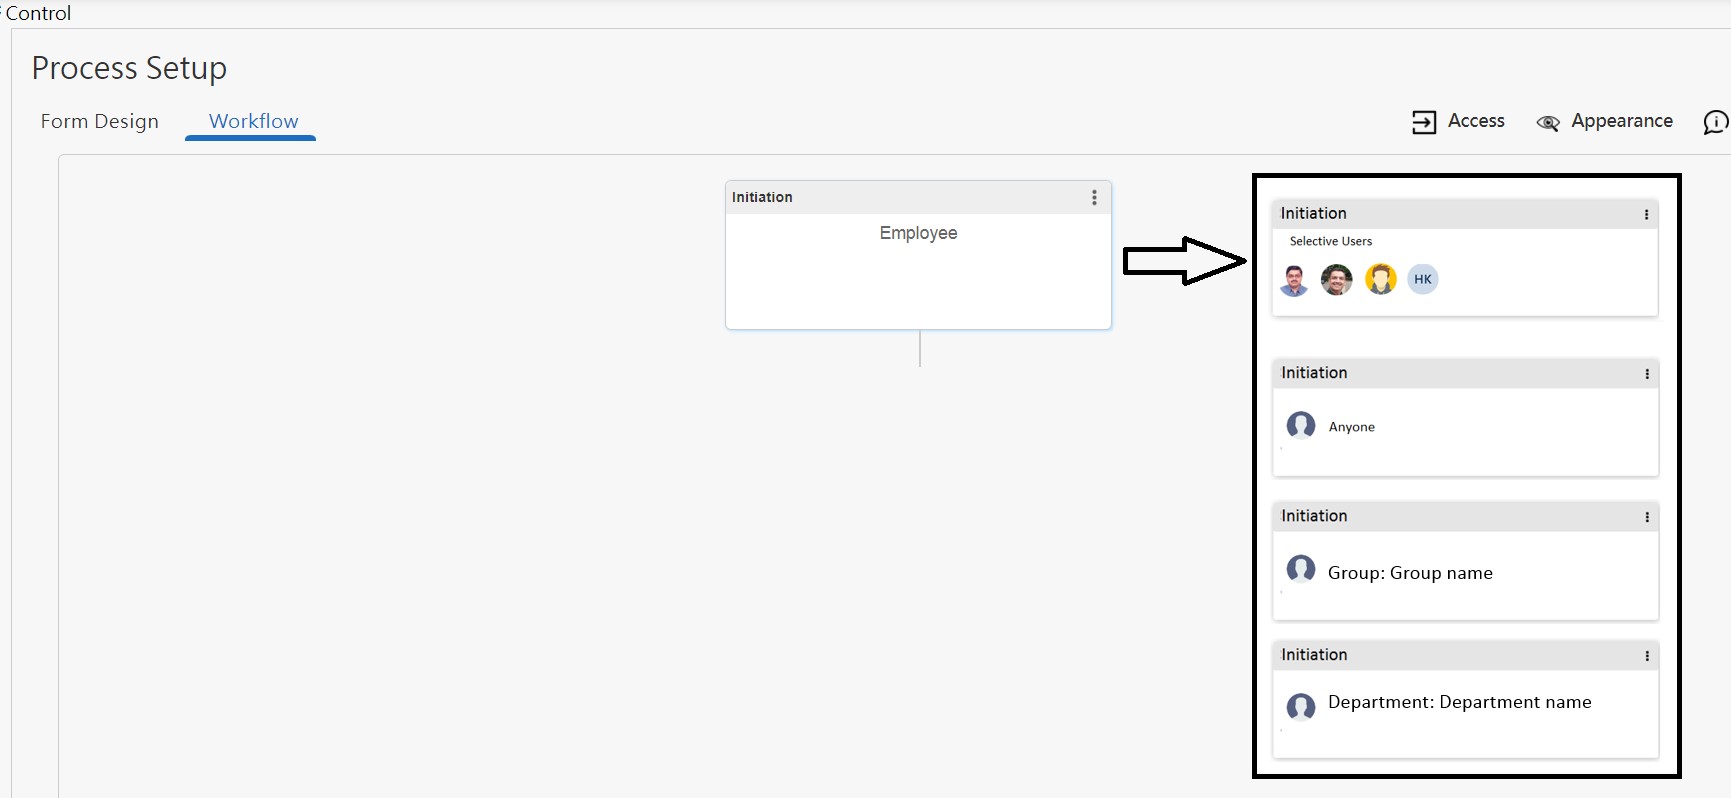 Control
Process Setup
Form Design Workflow Access Appearance
Initiation
Employee
Initiation
Selective Users
HK
Initiation
Anyone
Initiation
Group: Group name
Initiation
Department: Department name